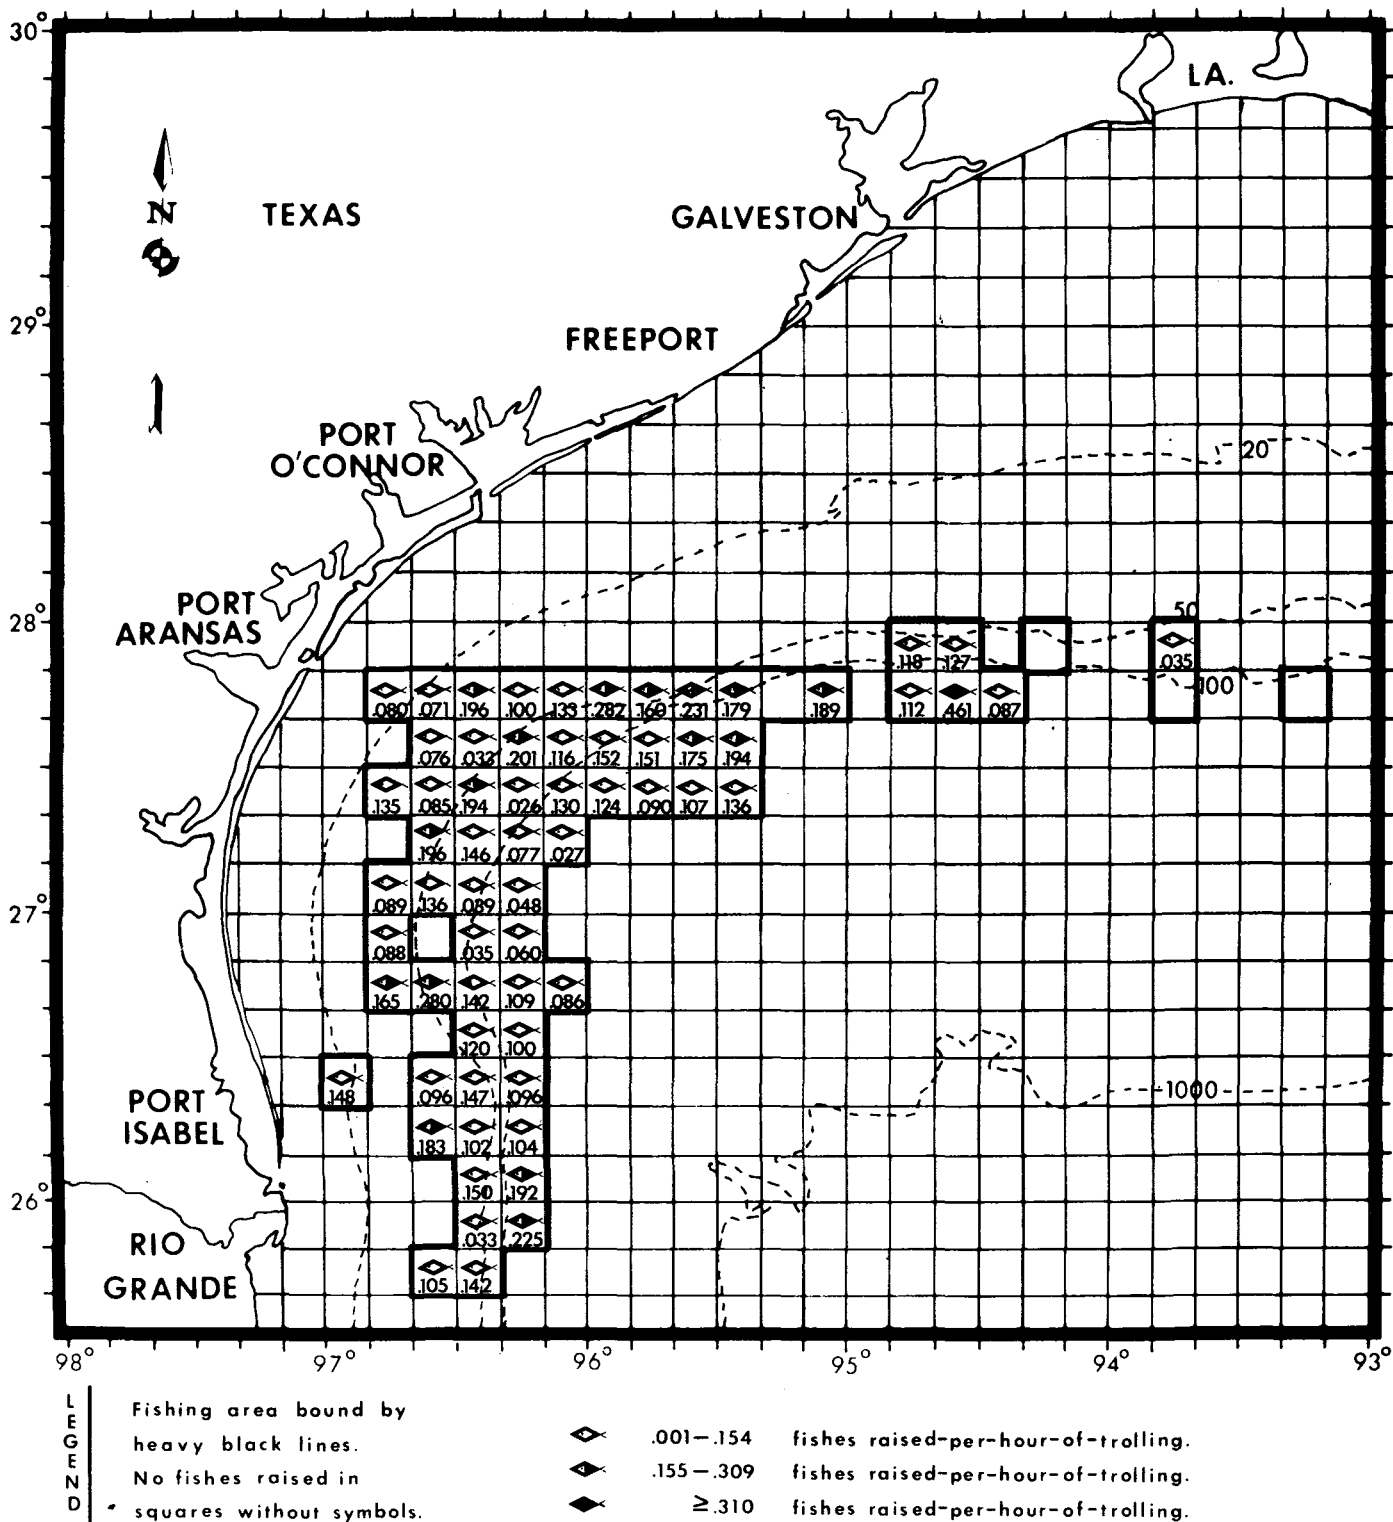 30°
LA.
N
TEXAS
GALVESTON
29°
FREEPORT
PORT
O'CONNOR
20
PORT
ARANSAS
28°
50
.118 .127 .035
100
.080 .071 .196 .100 .133 .282 .160 .231 .179 .189 .112 .461 .087
.076 .033 .201 .116 .152 .151 .175 .194
.135 .085 .194 .026 .130 .124 .090 .107 .136
.196 .146 .077 .027
27°
.089 .136 .089 .048
.088 .035 .060
.165 .280 .142 .109 .086
.120 .100
1000
.148 .096 .147 .096
PORT
ISABEL
.183 .102 .104
26°
.150 .192
.033 .225
RIO
GRANDE
.105 .142
98° 97° 96° 95° 94° 93°
LEGEND
Fishing area bound by
heavy black lines.
No fishes raised in
squares without symbols.
.001–.154 fishes raised-per-hour-of-trolling.
.155–.309 fishes raised-per-hour-of-trolling.
≥.310 fishes raised-per-hour-of-trolling.